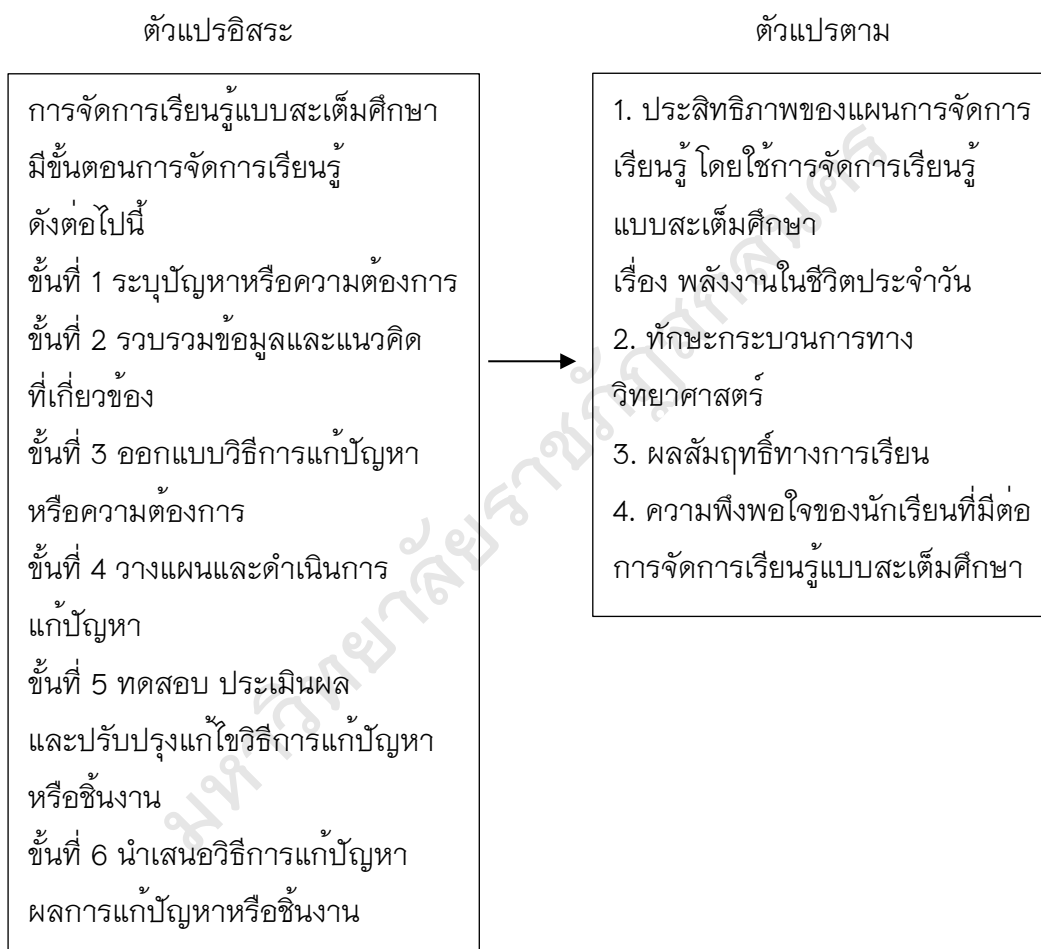 ตัวแปรอิสระ
การจัดการเรียนรู้แบบสะเต็มศึกษา
มีขั้นตอนการจัดการเรียนรู้
ดังต่อไปนี้
ขั้นที่ 1 ระบุปัญหาหรือความต้องการ
ขั้นที่ 2 รวบรวมข้อมูลและแนวคิด
ที่เกี่ยวข้อง
ขั้นที่ 3 ออกแบบวิธีการแก้ปัญหา
หรือความต้องการ
ขั้นที่ 4 วางแผนและดำเนินการ
แก้ปัญหา
ขั้นที่ 5 ทดสอบ ประเมินผล
และปรับปรุงแก้ไขวิธีการแก้ปัญหา
หรือชิ้นงาน
ขั้นที่ 6 นำเสนอวิธีการแก้ปัญหา
ผลการแก้ปัญหาหรือชิ้นงาน
ตัวแปรตาม
1. ประสิทธิภาพของแผนการจัดการ
เรียนรู้ โดยใช้การจัดการเรียนรู้
แบบสะเต็มศึกษา
เรื่อง พลังงานในชีวิตประจำวัน
2. ทักษะกระบวนการทาง
วิทยาศาสตร์
3. ผลสัมฤทธิ์ทางการเรียน
4. ความพึงพอใจของนักเรียนที่มีต่อ
การจัดการเรียนรู้แบบสะเต็มศึกษา
มหาวิทยาลัยราชภัฏสกลนคร